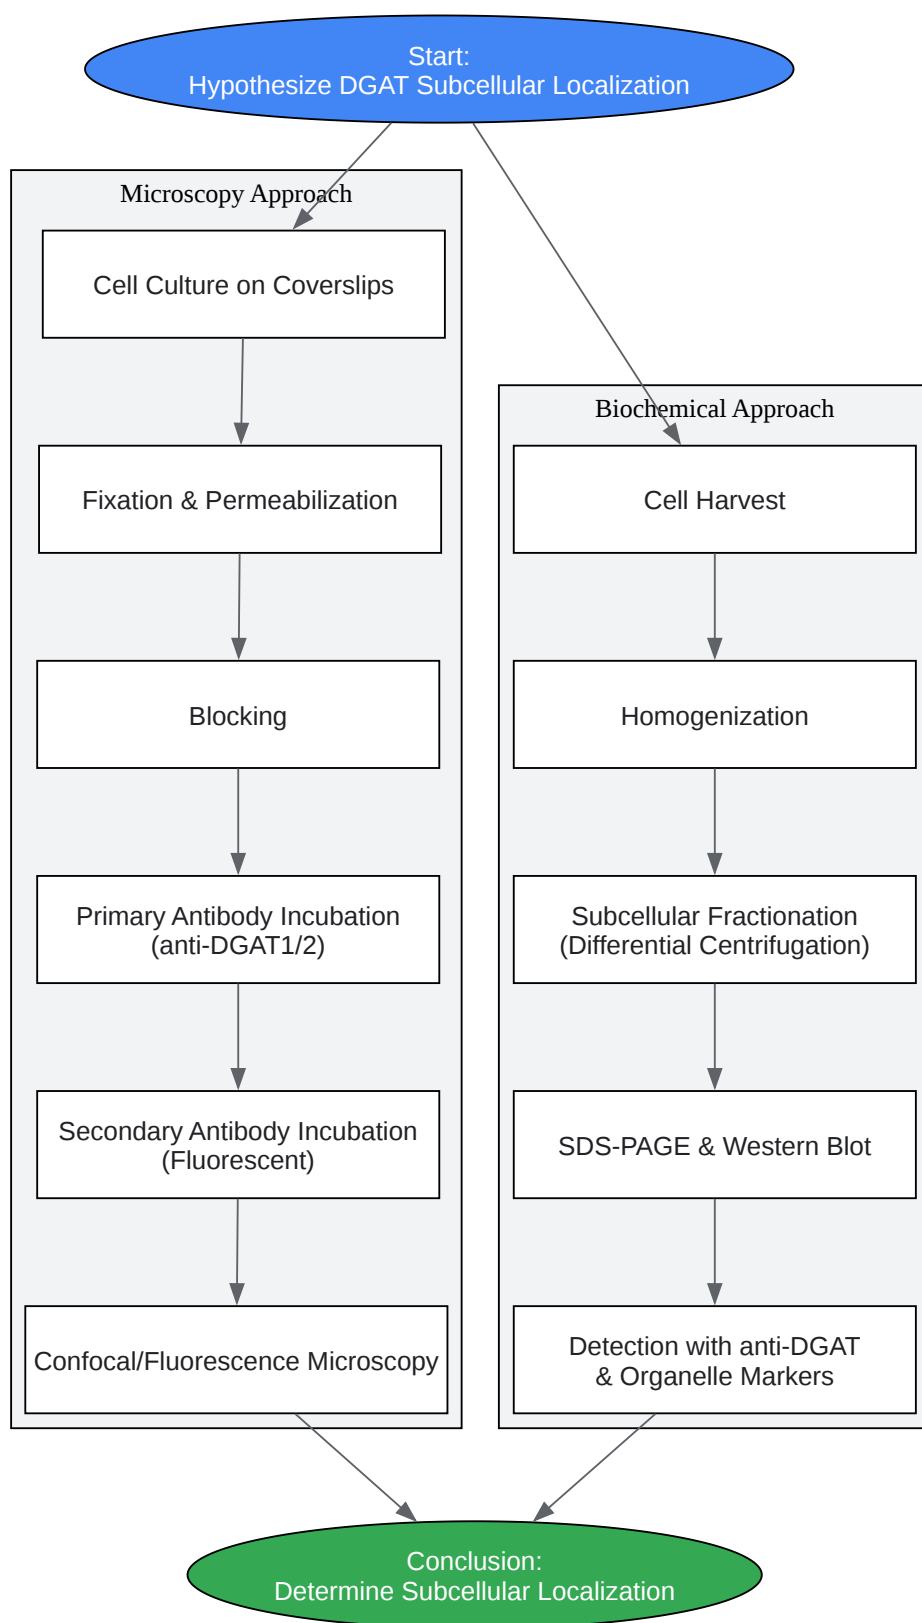 Start:
Hypothesize DGAT Subcellular Localization
Microscopy Approach
Cell Culture on Coverslips
Fixation & Permeabilization
Blocking
Primary Antibody Incubation
(anti-DGAT1/2)
Secondary Antibody Incubation
(Fluorescent)
Confocal/Fluorescence Microscopy
Biochemical Approach
Cell Harvest
Homogenization
Subcellular Fractionation
(Differential Centrifugation)
SDS-PAGE & Western Blot
Detection with anti-DGAT
& Organelle Markers
Conclusion:
Determine Subcellular Localization